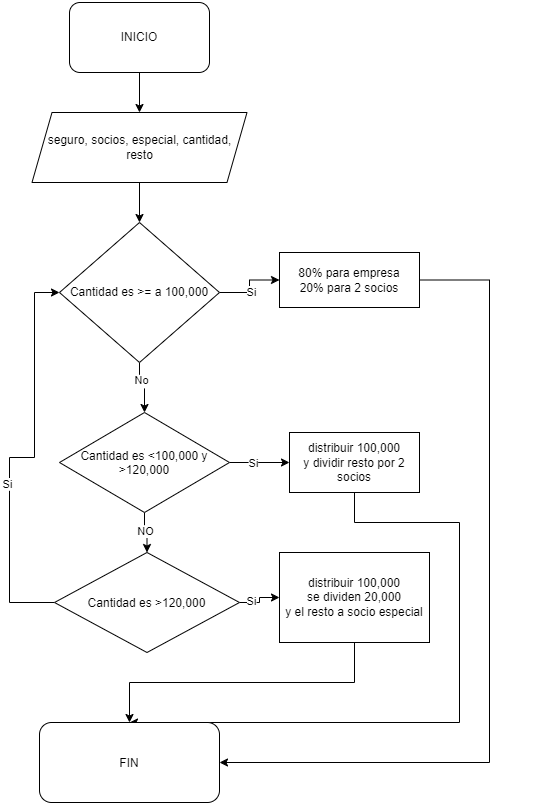 INICIO
seguro, socios, especial, cantidad,
resto
Cantidad es >= a 100,000
Si
80% para empresa
20% para 2 socios
No
Cantidad es <100,000 y
>120,000
Si
distribuir 100,000
y dividir resto por 2
socios
Si
NO
Cantidad es >120,000
Si
distribuir 100,000
se dividen 20,000
y el resto a socio especial
FIN